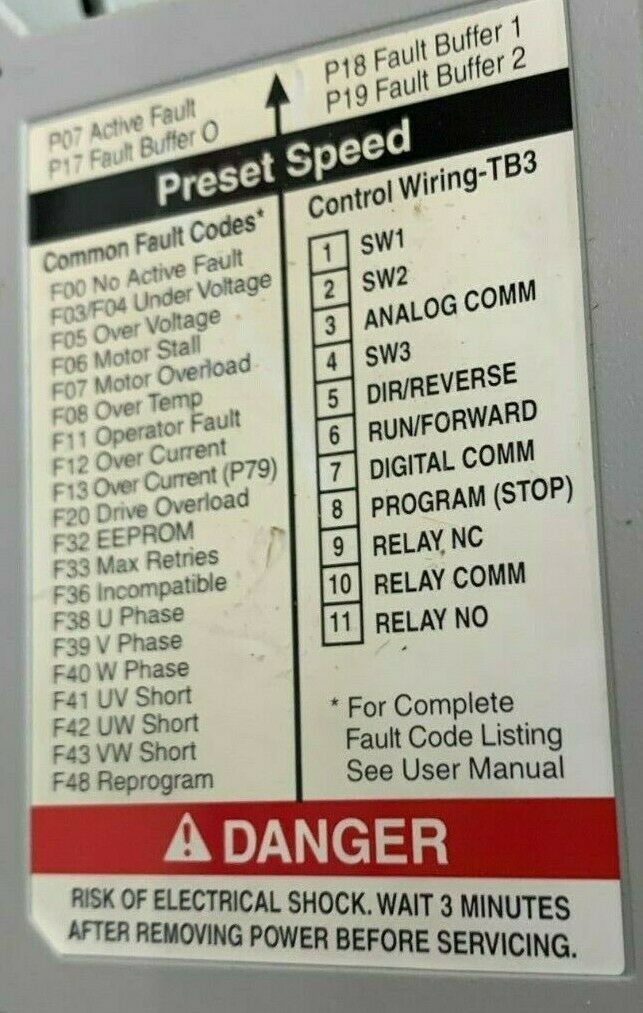 P07 Active Fault
P17 Fault Buffer O
P18 Fault Buffer 1
P19 Fault Buffer 2
Preset Speed
Common Fault Codes*
F00 No Active Fault
F03/F04 Under Voltage
F05 Over Voltage
F06 Motor Stall
F07 Motor Overload
F08 Over Temp
F11 Operator Fault
F12 Over Current
F13 Over Current (P79)
F20 Drive Overload
F32 EEPROM
F33 Max Retries
F36 Incompatible
F38 U Phase
F39 V Phase
F40 W Phase
F41 UV Short
F42 UW Short
F43 VW Short
F48 Reprogram
Control Wiring-TB3
1 SW1
2 SW2
3 ANALOG COMM
4 SW3
5 DIR/REVERSE
6 RUN/FORWARD
7 DIGITAL COMM
8 PROGRAM (STOP)
9 RELAY NC
10 RELAY COMM
11 RELAY NO
* For Complete
Fault Code Listing
See User Manual
DANGER
RISK OF ELECTRICAL SHOCK. WAIT 3 MINUTES
AFTER REMOVING POWER BEFORE SERVICING.